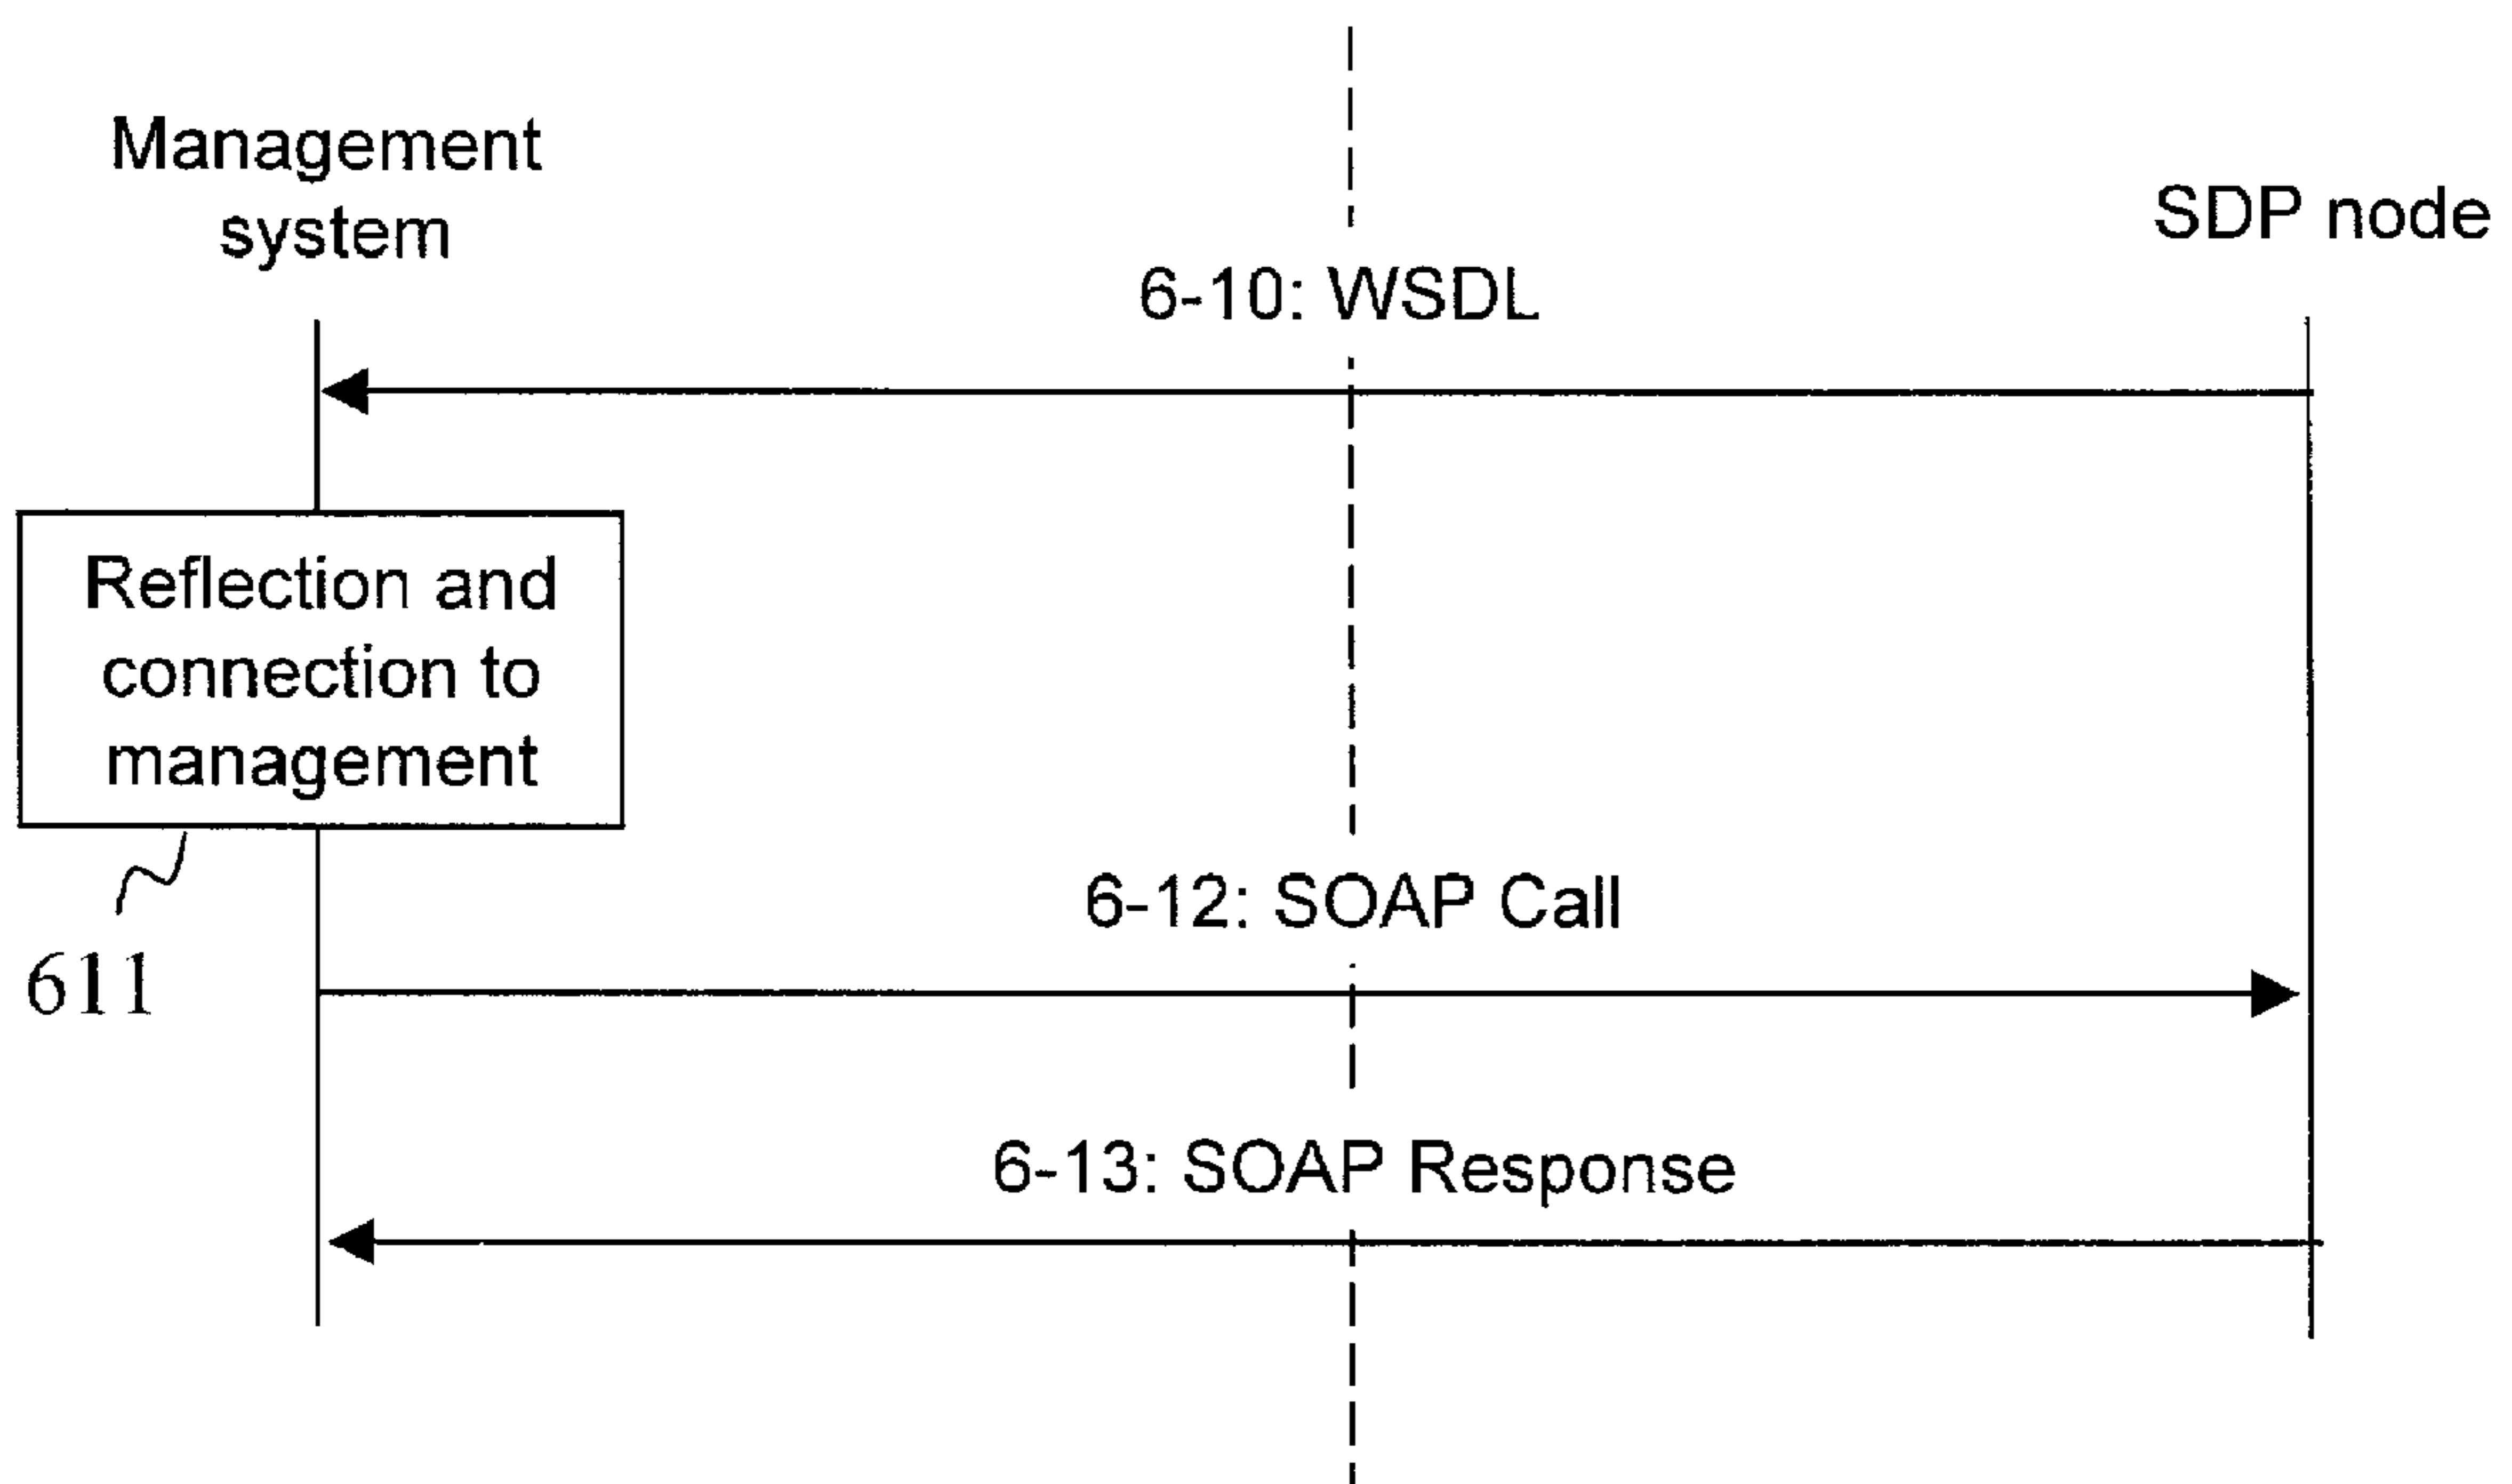 Management
system
SDP node
6-10: WSDL
Reflection and
connection to
management
6-12: SOAP Call
611
6-13: SOAP Response